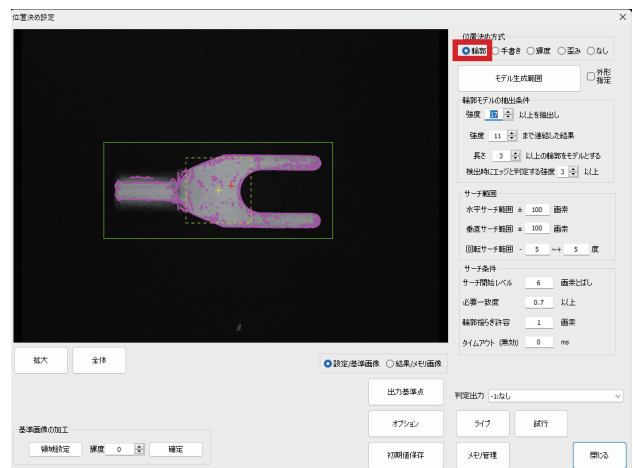 位置決め設定
位置決め方式
輪郭 手書き 輝度 歪み なし
モデル生成範囲 外形指定
輪郭モデルの抽出条件
強度 17 以上を抽出し
強度 11 まで連結した結果
長さ 3 以上の輪郭をモデルとする
検出時にエッジと判定する強度 3 以上
サーチ範囲
水平サーチ範囲 ± 100 画素
垂直サーチ範囲 ± 100 画素
回転サーチ範囲 - 5 ~+ 5 度
サーチ条件
サーチ開始レベル 6 画素とばし
必要一致度 0.7 以上
輪郭揺らぎ許容 1 画素
タイムアウト (無効) 0 ms
拡大 全体 設定/基準画像 結果/メモリ画像
出力基準点 判定出力 -1:なし
オプション ライブ 試行
基準画像の加工
領域設定 輝度 0 確定 初期値保存 メモリ管理 閉じる